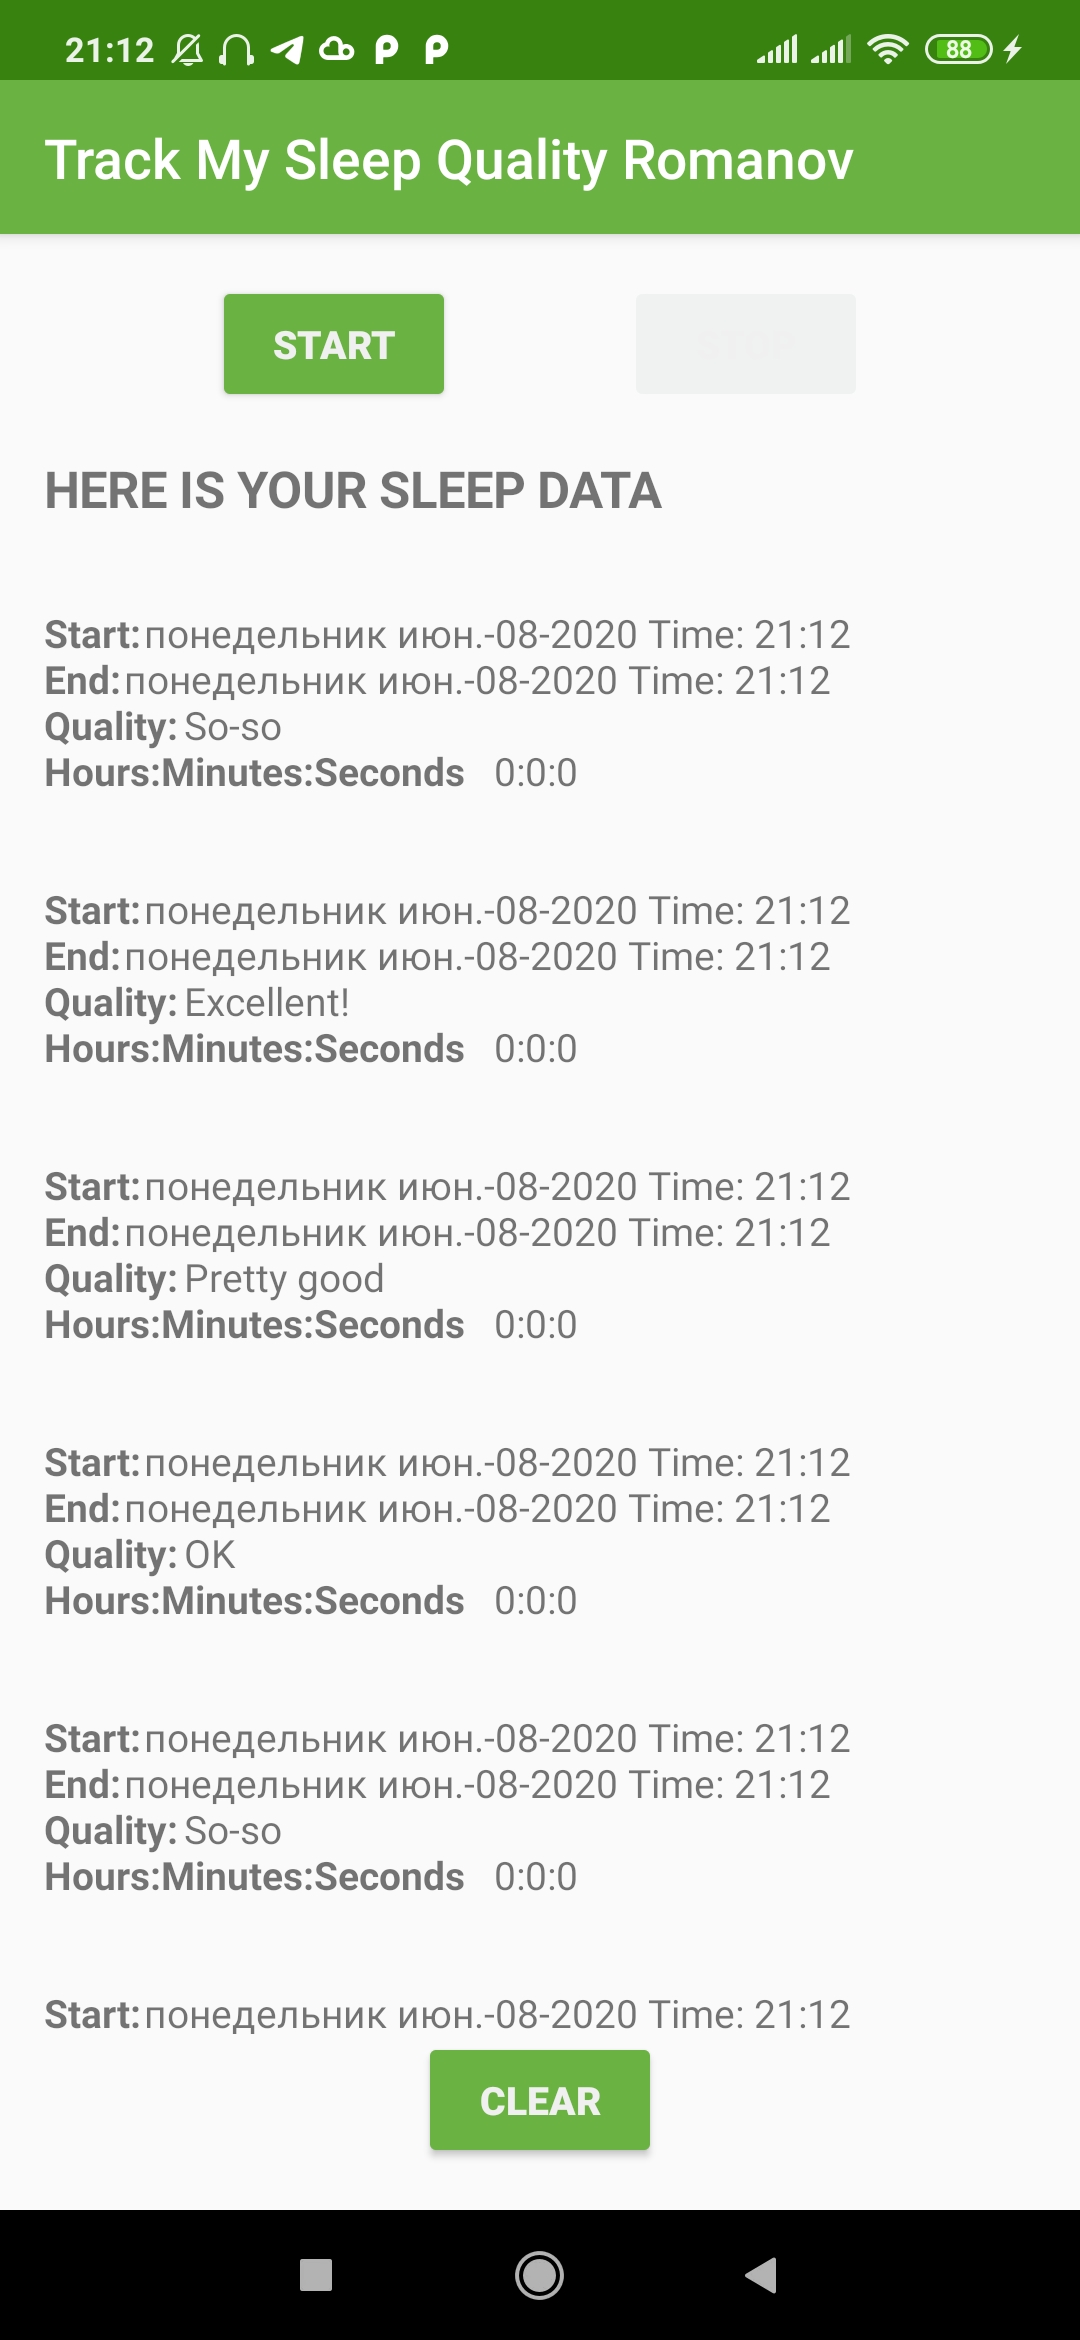 21:12
88
Track My Sleep Quality Romanov
START
HERE IS YOUR SLEEP DATA
Start: понедельник июн.-08-2020 Time: 21:12
End: понедельник июн.-08-2020 Time: 21:12
Quality: So-so
Hours:Minutes:Seconds 0:0:0
Start: понедельник июн.-08-2020 Time: 21:12
End: понедельник июн.-08-2020 Time: 21:12
Quality: Excellent!
Hours:Minutes:Seconds 0:0:0
Start: понедельник июн.-08-2020 Time: 21:12
End: понедельник июн.-08-2020 Time: 21:12
Quality: Pretty good
Hours:Minutes:Seconds 0:0:0
Start: понедельник июн.-08-2020 Time: 21:12
End: понедельник июн.-08-2020 Time: 21:12
Quality: OK
Hours:Minutes:Seconds 0:0:0
Start: понедельник июн.-08-2020 Time: 21:12
End: понедельник июн.-08-2020 Time: 21:12
Quality: So-so
Hours:Minutes:Seconds 0:0:0
Start: понедельник июн.-08-2020 Time: 21:12
CLEAR